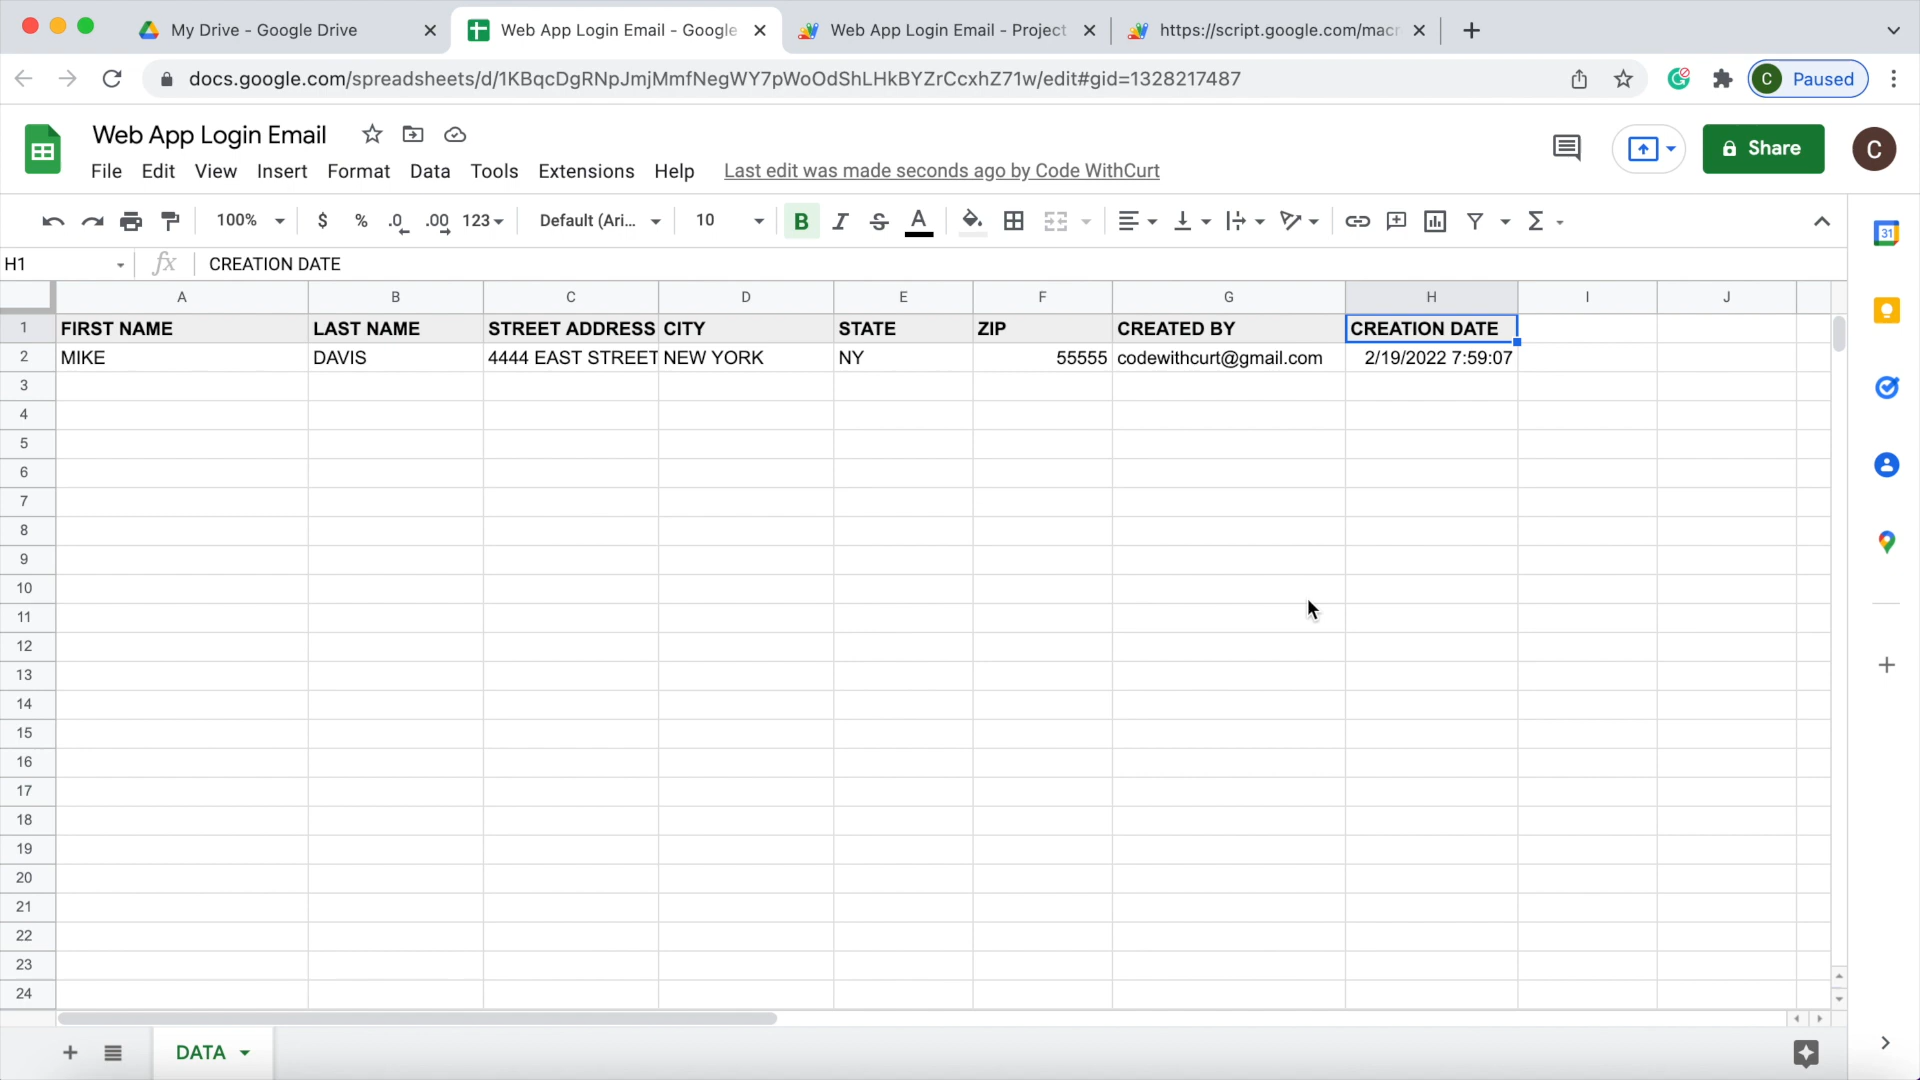 My Drive - Google Drive
Web App Login Email - Google
Web App Login Email - Project
https://script.google.com/macr
docs.google.com/spreadsheets/d/1KBqcDgRNpJmjMmfNegWY7pWoOdShLHkBYZrCcxhZ71w/edit#gid=1328217487
C Paused
Web App Login Email
Share
C
File Edit View Insert Format Data Tools Extensions Help Last edit was made seconds ago by Code WithCurt
100% $ % .0 .00 123 Default (Ari... 10 B I S A Σ
31
H1 fx CREATION DATE
A B C D E F G H I J
1 FIRST NAME LAST NAME STREET ADDRESS CITY STATE ZIP CREATED BY CREATION DATE
2 MIKE DAVIS 4444 EAST STREET NEW YORK NY 55555 codewithcurt@gmail.com 2/19/2022 7:59:07
3
4
5
6
7
8
9
10
11
12
13
14
15
16
17
18
19
20
21
22
23
24
DATA